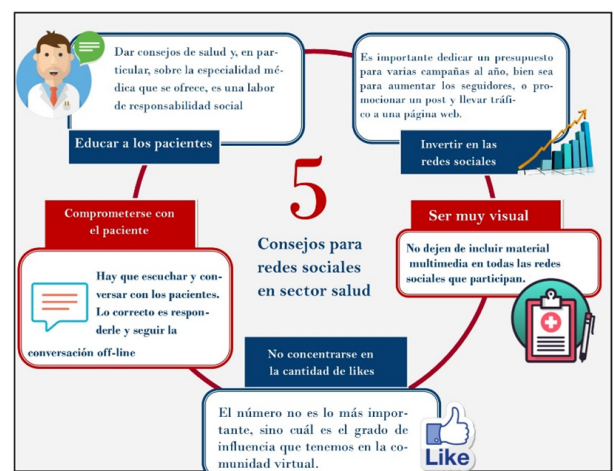 Dar consejos de salud y, en par-
ticular, sobre la especialidad mé-
dica que se ofrece, es una labor
de responsabilidad social
Educar a los pacientes
Es importante dedicar un presupuesto
para varias campañas al año, bien sea
para aumentar los seguidores, o pro-
mocionar un post y llevar tráfi-
co a una página web.
Invertir en las
redes sociales
5
Consejos para
redes sociales
en sector salud
Comprometerse con
el paciente
Hay que escuchar y con-
versar con los pacientes.
Lo correcto es respon-
derle y seguir la
conversación off-line
Ser muy visual
No dejen de incluir material
multimedia en todas las redes
sociales que participan.
No concentrarse en
la cantidad de likes
El número no es lo más impor-
tante, sino cuál es el grado de
influencia que tenemos en la co-
munidad virtual.
Like